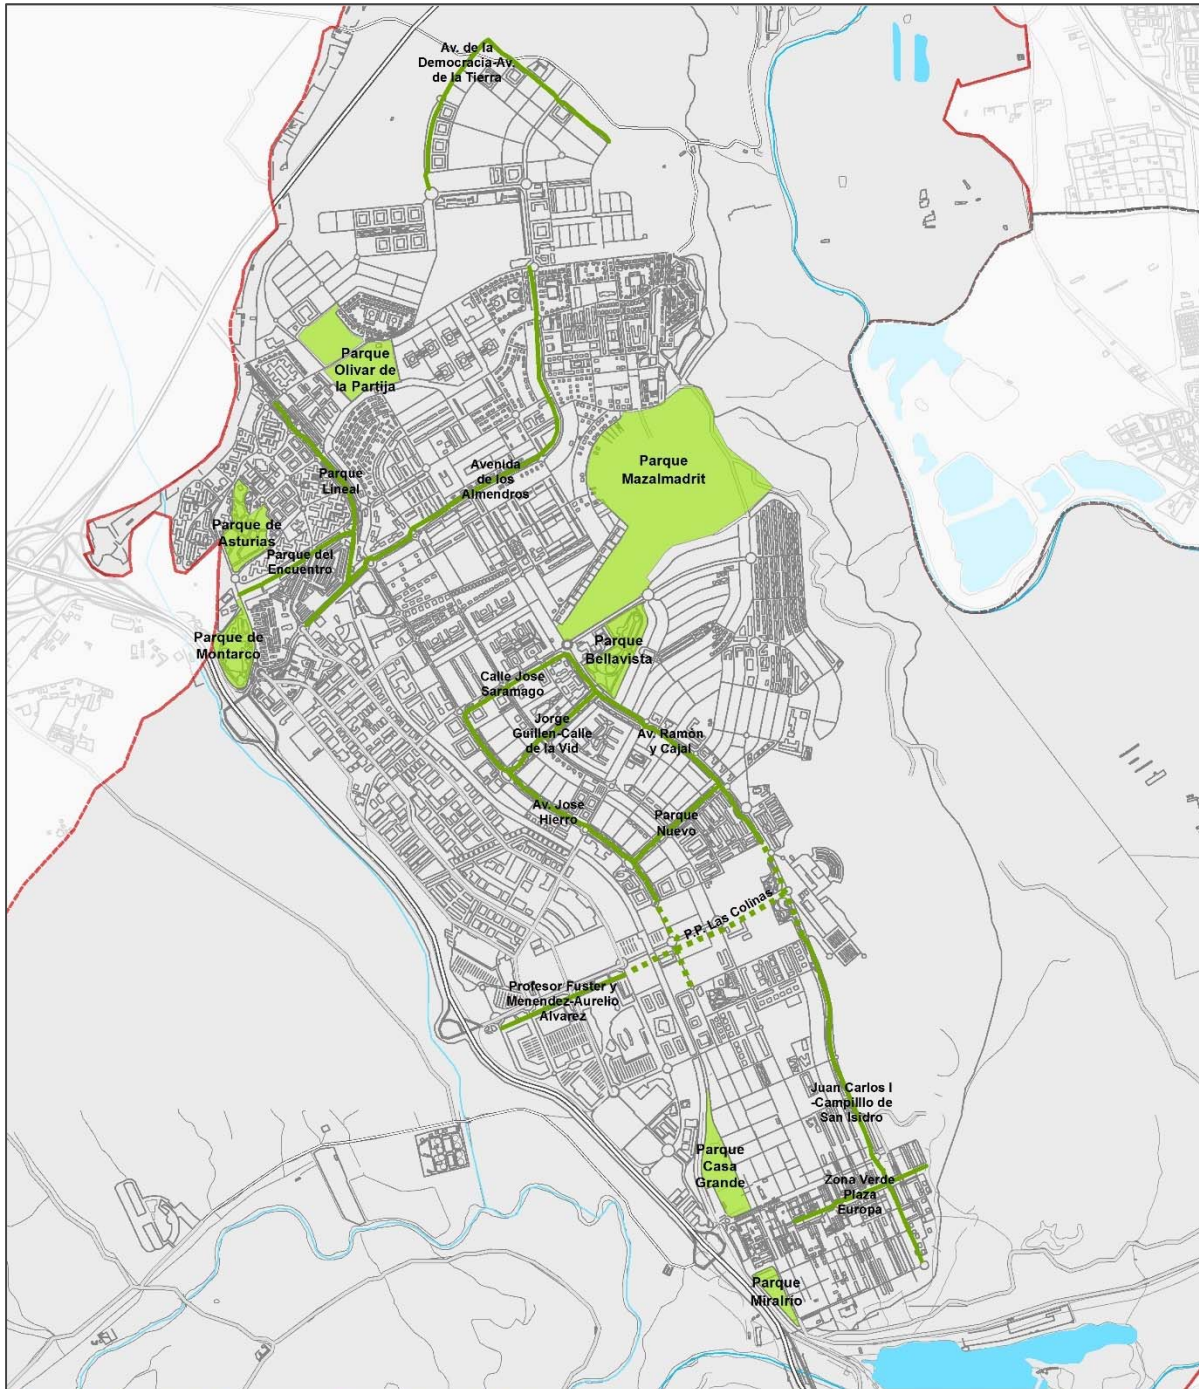 Av. de la
Democracia-Av.
de la Tierra
Parque
Olivar de
la Partija
Parque
Mazalmadrit
Avenida
de los
Almendros
Parque
Lineal
Parque de
Asturias
Parque del
Encuentro
Parque de
Montarco
Parque
Bellavista
Calle Jose
Saramago
Jorge
Guillen-Calle
de la Vid
Av. Ramón
y Cajal
Av. Jose
Hierro
Parque
Nuevo
P.P. Las Colinas
Profesor Fuster y
Menendez-Aurelio
Alvarez
Juan Carlos I
-Campilllo de
San Isidro
Parque
Casa
Grande
Zona Verde
Plaza
Europa
Parque
Miralrio